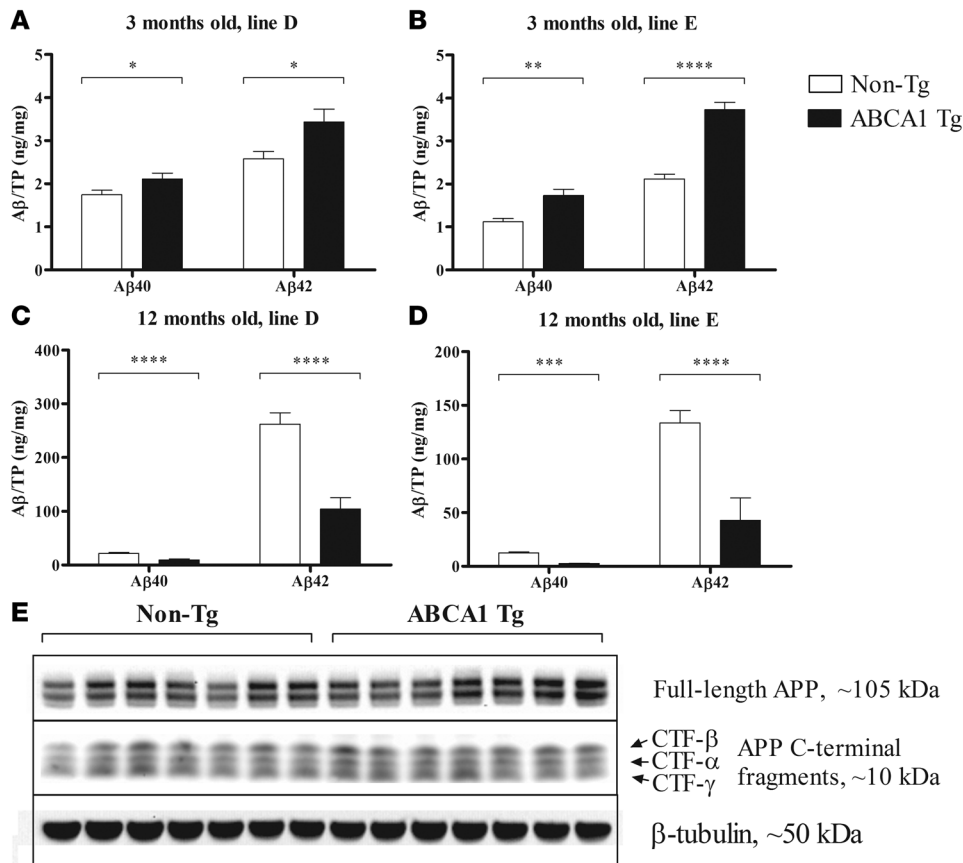 A
3 months old, line D
Aβ/TP (ng/mg)
5
4
3
2
1
0
*
*
Aβ40
Aβ42
B
3 months old, line E
Aβ/TP (ng/mg)
5
4
3
2
1
0
**
****
Aβ40
Aβ42
Non-Tg
ABCA1 Tg
C
12 months old, line D
Aβ/TP (ng/mg)
400
300
200
100
0
****
****
Aβ40
Aβ42
D
12 months old, line E
Aβ/TP (ng/mg)
200
150
100
50
0
***
****
Aβ40
Aβ42
E
Non-Tg
ABCA1 Tg
Full-length APP, ~105 kDa
CTF-β
CTF-α
CTF-γ
APP C-terminal
fragments, ~10 kDa
β-tubulin, ~50 kDa